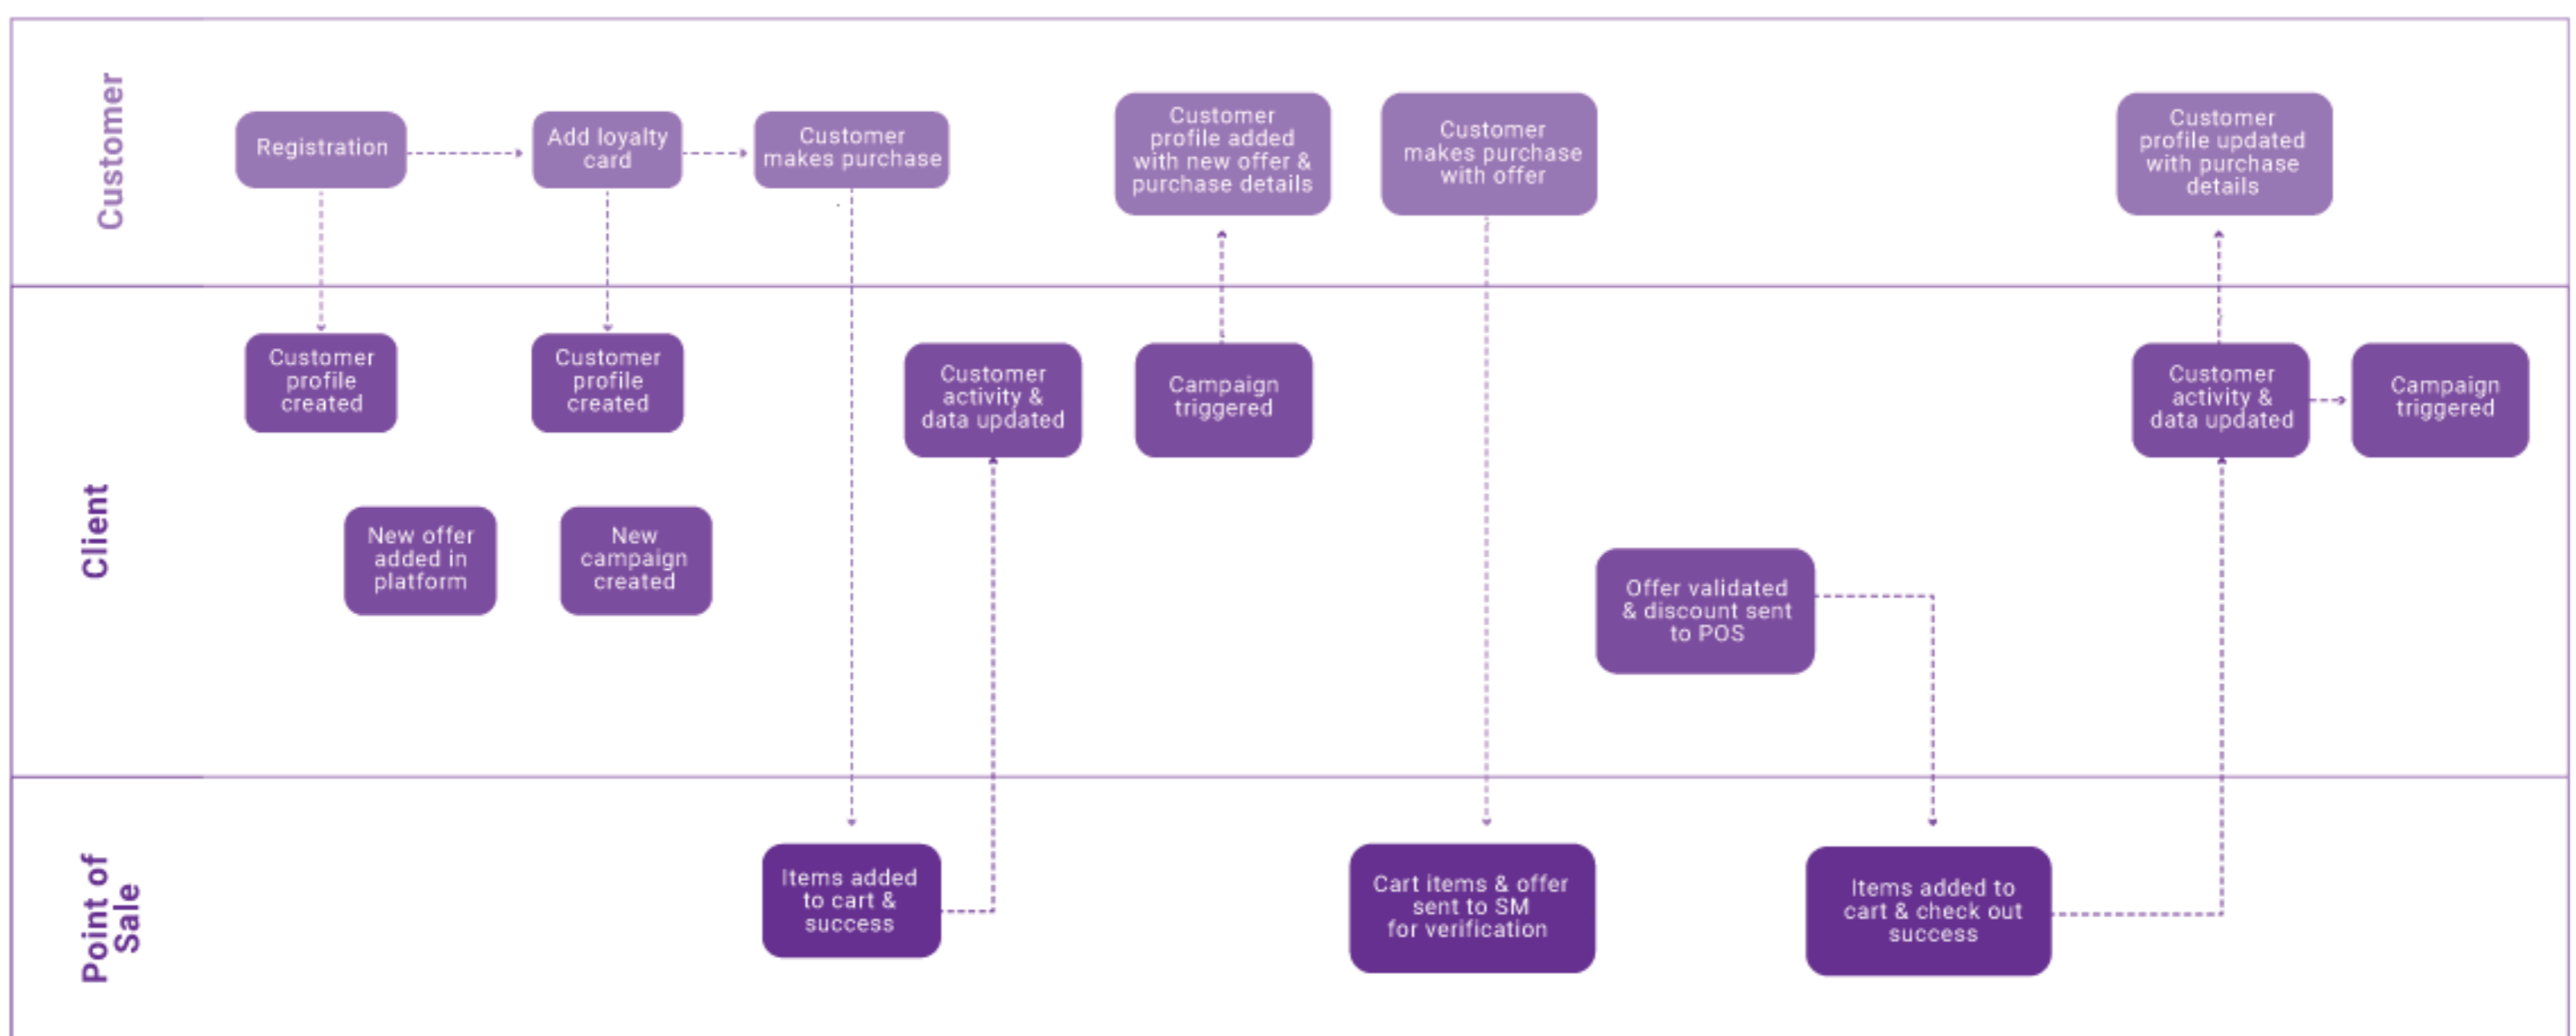 Customer
Registration
Add loyalty
card
Customer
makes purchase
Customer
profile added
with new offer &
purchase details
Customer
makes purchase
with offer
Customer
profile updated
with purchase
details
Client
Customer
profile
created
Customer
profile
created
Customer
activity &
data updated
Campaign
triggered
Customer
activity &
data updated
Campaign
triggered
New offer
added in
platform
New
campaign
created
Offer validated
& discount sent
to POS
Point of
Sale
Items added
to cart &
success
Cart items & offer
sent to SM
for verification
Items added to
cart & check out
success